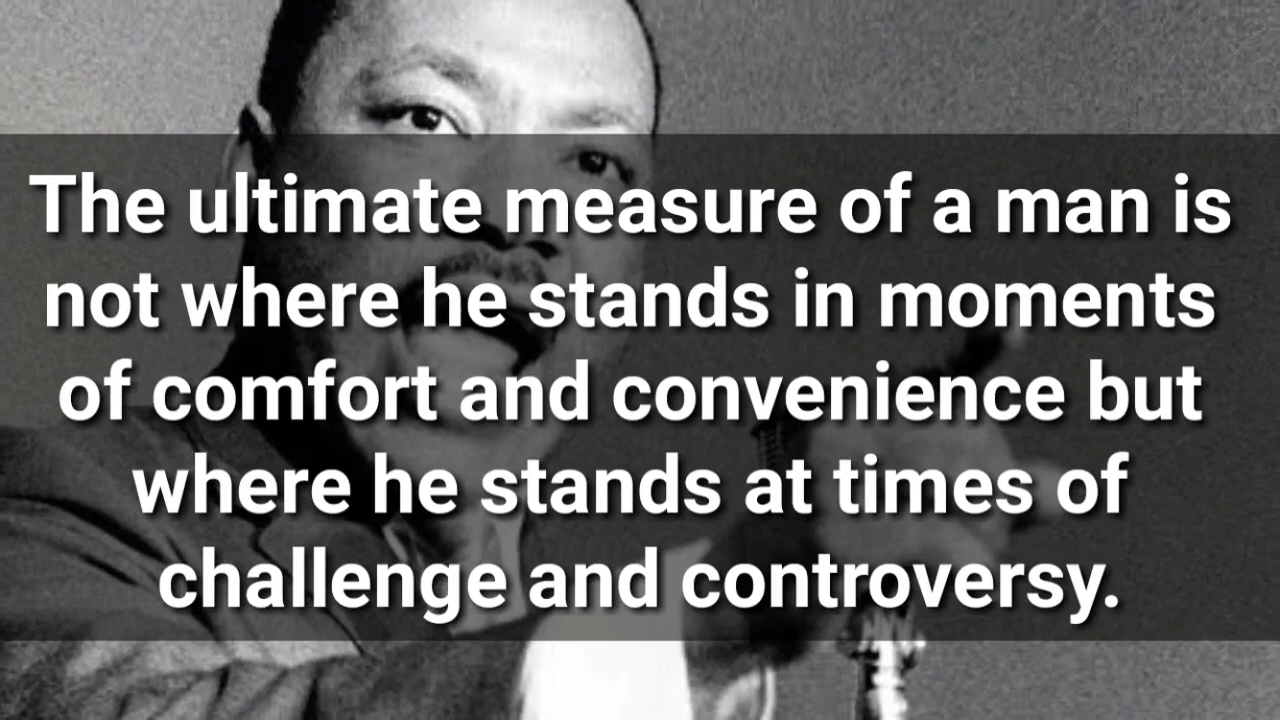 The ultimate measure of a man is
not where he stands in moments
of comfort and convenience but
where he stands at times of
challenge and controversy.